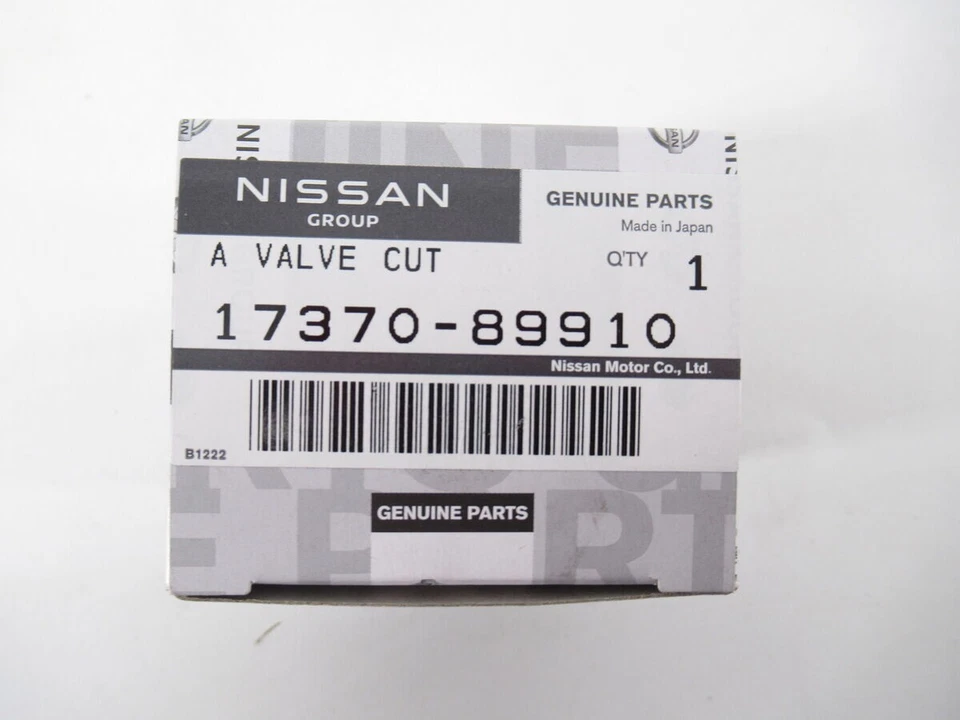 NISSAN
GROUP
GENUINE PARTS
Made in Japan
A VALVE CUT
Q'TY 1
17370-89910
Nissan Motor Co., Ltd.
B1222
GENUINE PARTS